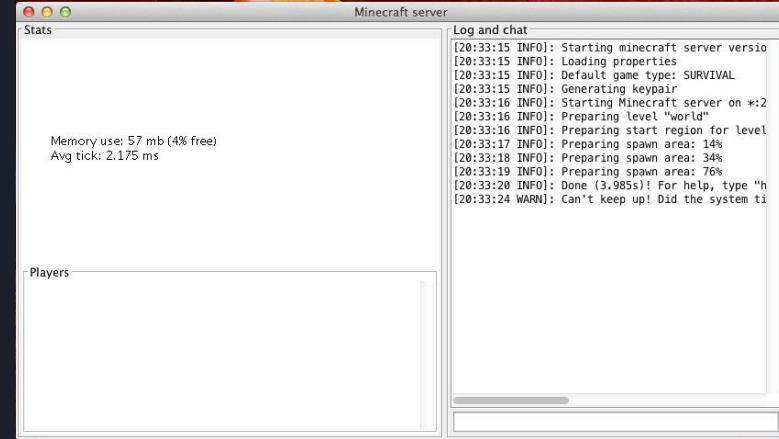 Minecraft server
Stats
Memory use: 57 mb (4% free)
Avg tick: 2.175 ms
Players
Log and chat
[20:33:15 INFO]: Starting minecraft server versio
[20:33:15 INFO]: Loading properties
[20:33:15 INFO]: Default game type: SURVIVAL
[20:33:15 INFO]: Generating keypair
[20:33:16 INFO]: Starting Minecraft server on *:2
[20:33:16 INFO]: Preparing level "world"
[20:33:16 INFO]: Preparing start region for level
[20:33:17 INFO]: Preparing spawn area: 14%
[20:33:18 INFO]: Preparing spawn area: 34%
[20:33:19 INFO]: Preparing spawn area: 76%
[20:33:20 INFO]: Done (3.985s)! For help, type "h
[20:33:24 WARN]: Can't keep up! Did the system ti